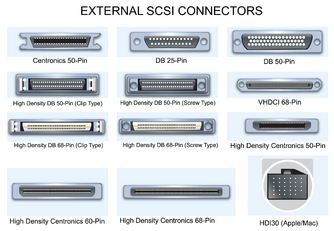 EXTERNAL SCSI CONNECTORS
Centronics 50-Pin
DB 25-Pin
DB 50-Pin
High Density DB 50-Pin (Clip Type)
High Density DB 50-Pin (Screw Type)
VHDCI 68-Pin
High Density DB 68-Pin (Clip Type)
High Density DB 68-Pin (Screw Type)
High Density Centronics 50-Pin
High Density Centronics 60-Pin
High Density Centronics 68-Pin
HDI30 (Apple/Mac)